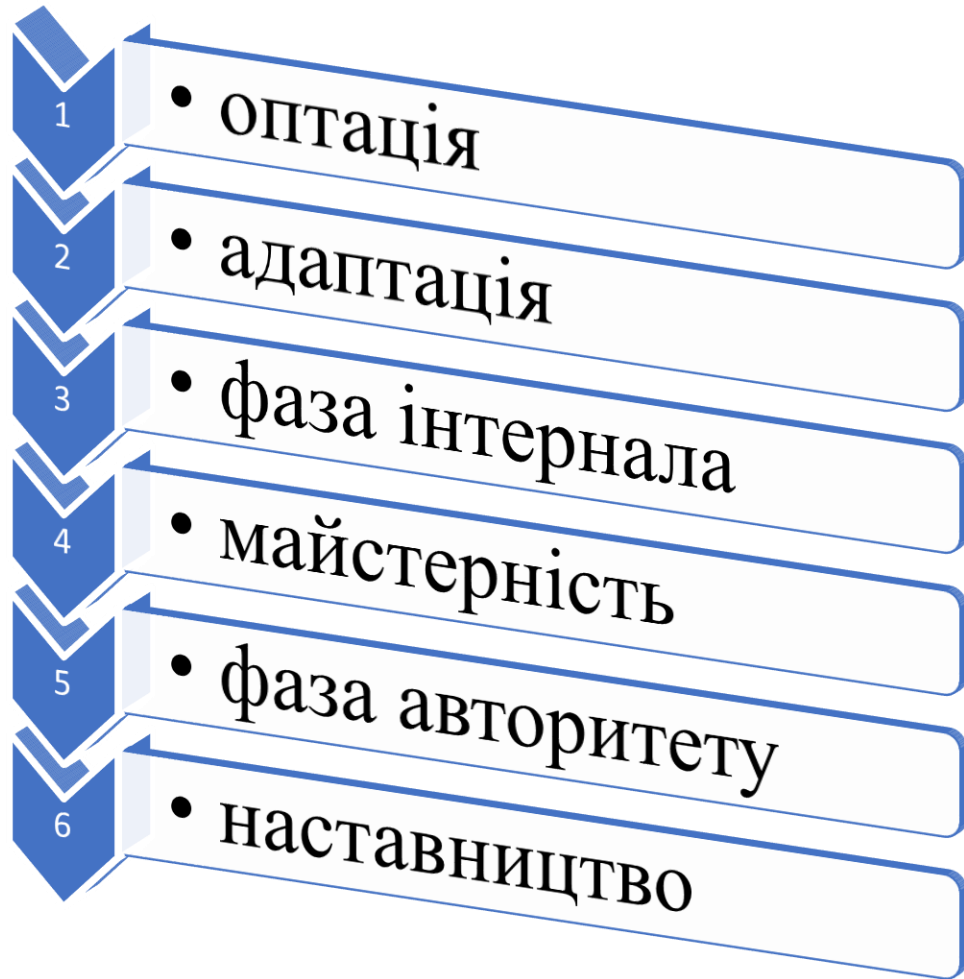 1
• оптація
2
• адаптація
3
• фаза інтернала
4
• майстерність
5
• фаза авторитету
6
• наставництво